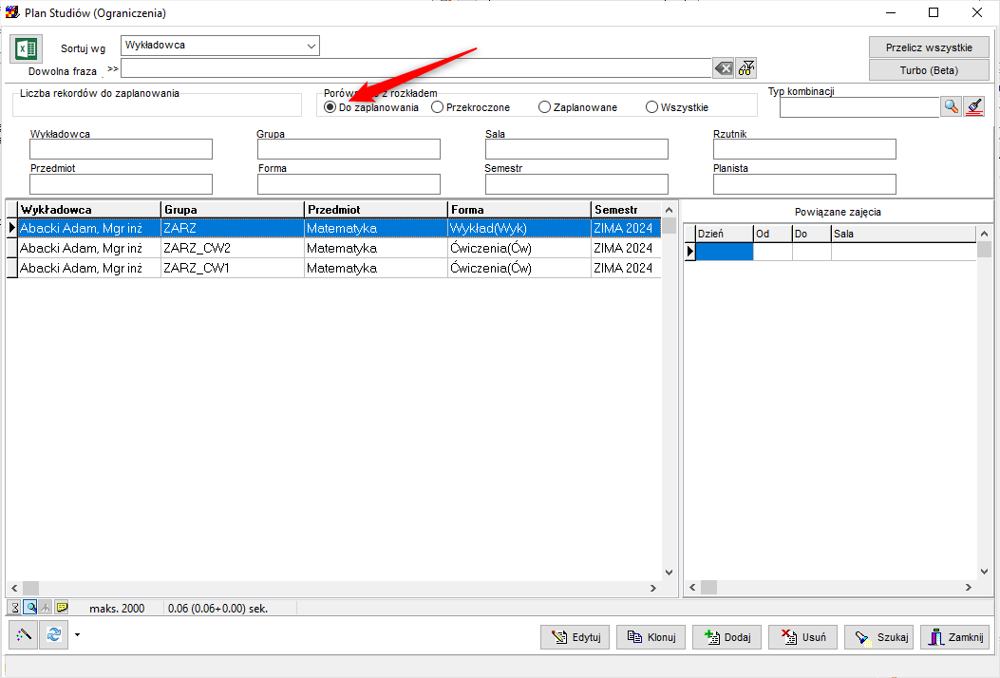 Plan Studiów (Ograniczenia)
Sortuj wg Wykładowca Przelicz wszystkie
Dowolna fraza >> Turbo (Beta)
Liczba rekordów do zaplanowania z rozkładem Typ kombinacji
Do zaplanowania Przekroczone Zaplanowane Wszystkie
Wykładowca Grupa Sala Rzutnik
Przedmiot Forma Semestr Planista
Wykładowca Grupa Przedmiot Forma Semestr Powiązane zajęcia
Abacki Adam, Mgr inż ZARZ Matematyka Wykład(Wyk) ZIMA 2024 Dzień Od Do Sala
Abacki Adam, Mgr inż ZARZ_CW2 Matematyka Ćwiczenia(Ćw) ZIMA 2024
Abacki Adam, Mgr inż ZARZ_CW1 Matematyka Ćwiczenia(Ćw) ZIMA 2024
maks. 2000 0.06 (0.06+0.00) sek.
Edytuj Klonuj Dodaj Usuń Szukaj Zamknij